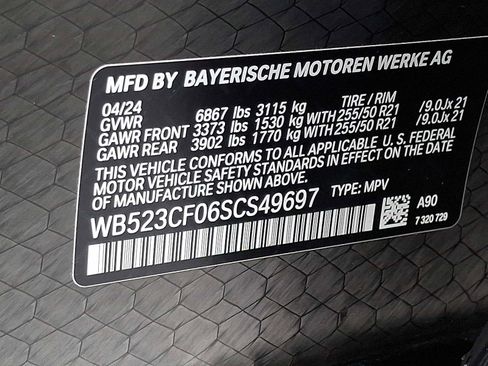 MFD BY BAYERISCHE MOTOREN WERKE AG
04/24 TIRE / RIM
GVWR 6867 lbs 3115 kg
GAWR FRONT 3373 lbs 1530 kg WITH 255/50 R21 /9.0Jx 21
GAWR REAR 3902 lbs 1770 kg WITH 255/50 R21 /9.0Jx 21
THIS VEHICLE CONFORMS TO ALL APPLICABLE U.S. FEDERAL
MOTOR VEHICLE SAFETY STANDARDS IN EFFECT ON THE
DATE OF MANUFACTURE SHOWN ABOVE.
WB523CF06SCS49697 TYPE: MPV
A90
7 320 729